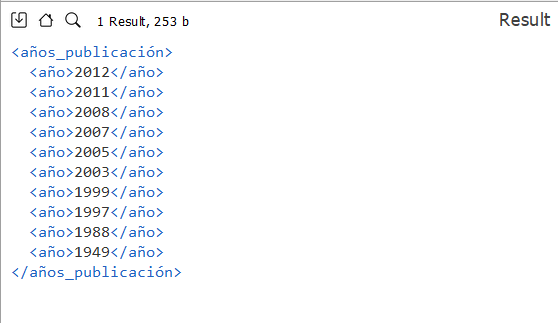 1 Result, 253 b Result
<años_publicación>
  <año>2012</año>
  <año>2011</año>
  <año>2008</año>
  <año>2007</año>
  <año>2005</año>
  <año>2003</año>
  <año>1999</año>
  <año>1997</año>
  <año>1988</año>
  <año>1949</año>
</años_publicación>